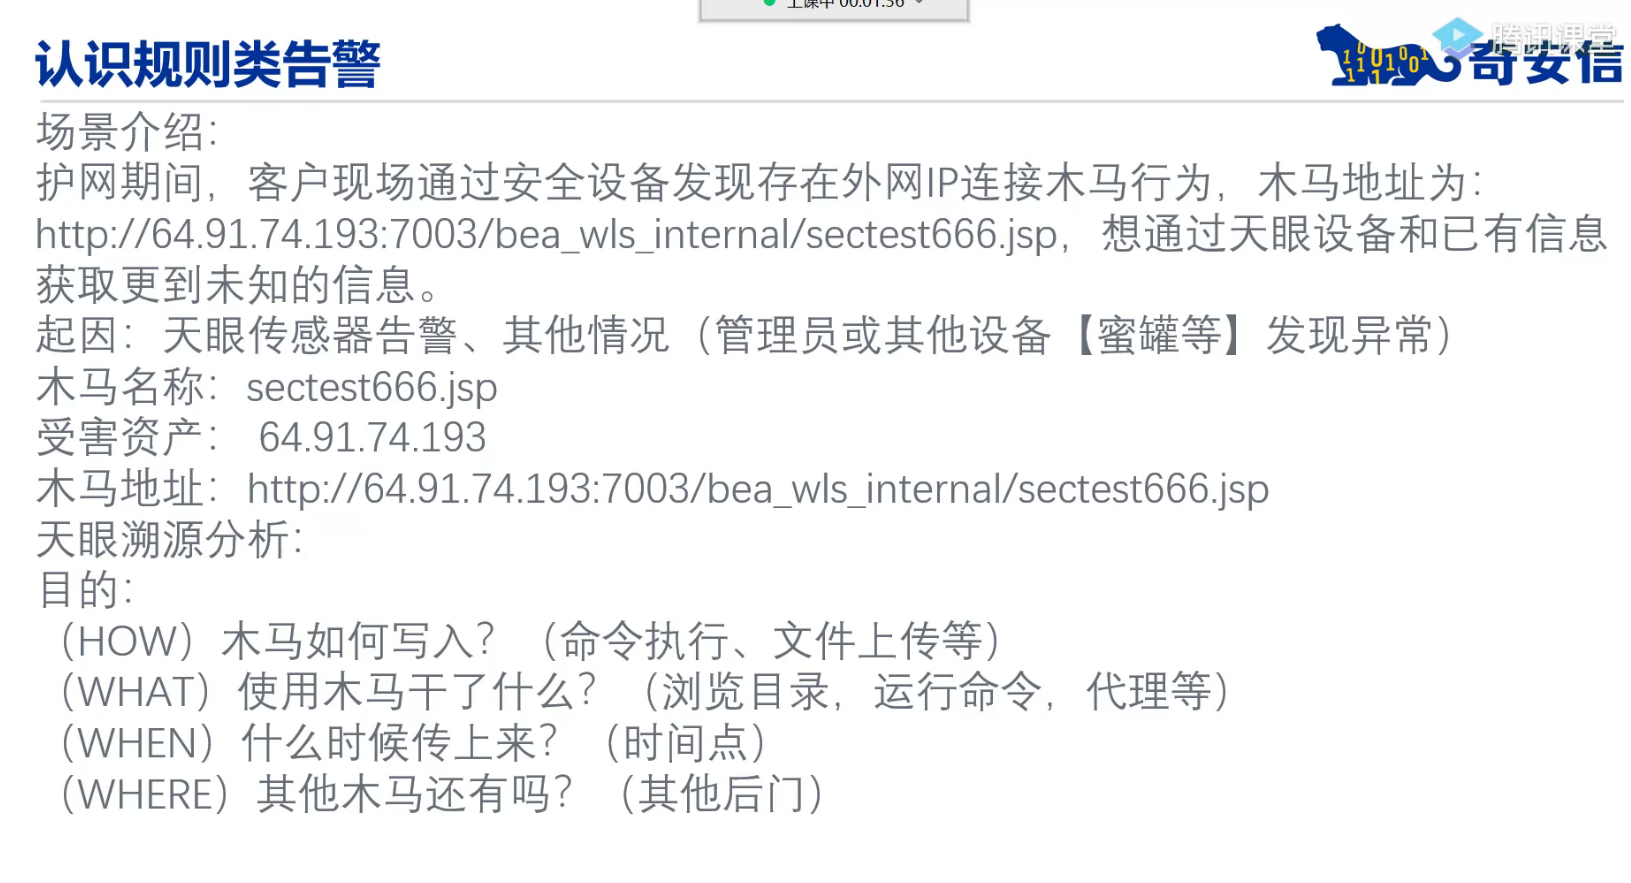 上课中 00:01:36
认识规则类告警
腾讯课堂
奇安信
场景介绍：
护网期间，客户现场通过安全设备发现存在外网IP连接木马行为，木马地址为：
http://64.91.74.193:7003/bea_wls_internal/sectest666.jsp，想通过天眼设备和已有信息
获取更到未知的信息。
起因：天眼传感器告警、其他情况（管理员或其他设备【蜜罐等】发现异常）
木马名称：sectest666.jsp
受害资产： 64.91.74.193
木马地址：http://64.91.74.193:7003/bea_wls_internal/sectest666.jsp
天眼溯源分析：
目的：
（HOW）木马如何写入？（命令执行、文件上传等）
（WHAT）使用木马干了什么？（浏览目录，运行命令，代理等）
（WHEN）什么时候传上来？（时间点）
（WHERE）其他木马还有吗？（其他后门）